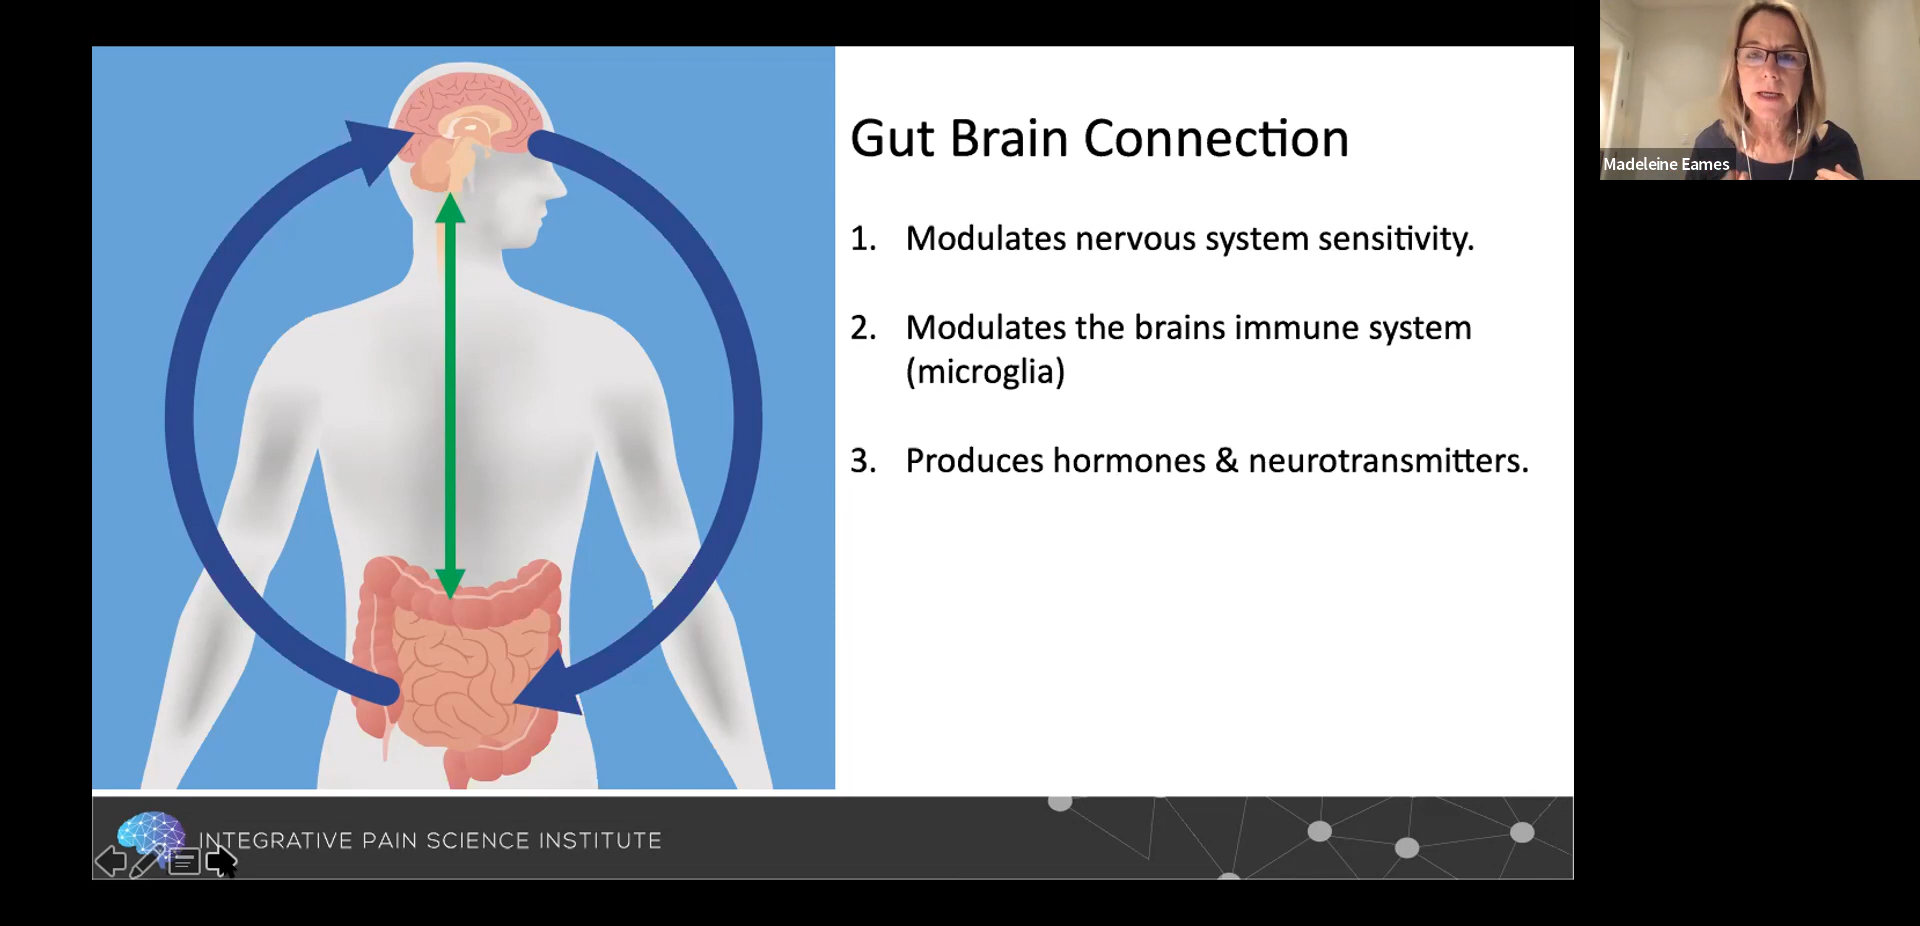 Gut Brain Connection
1. Modulates nervous system sensitivity.
2. Modulates the brains immune system
(microglia)
3. Produces hormones & neurotransmitters.
INTEGRATIVE PAIN SCIENCE INSTITUTE
Madeleine Eames